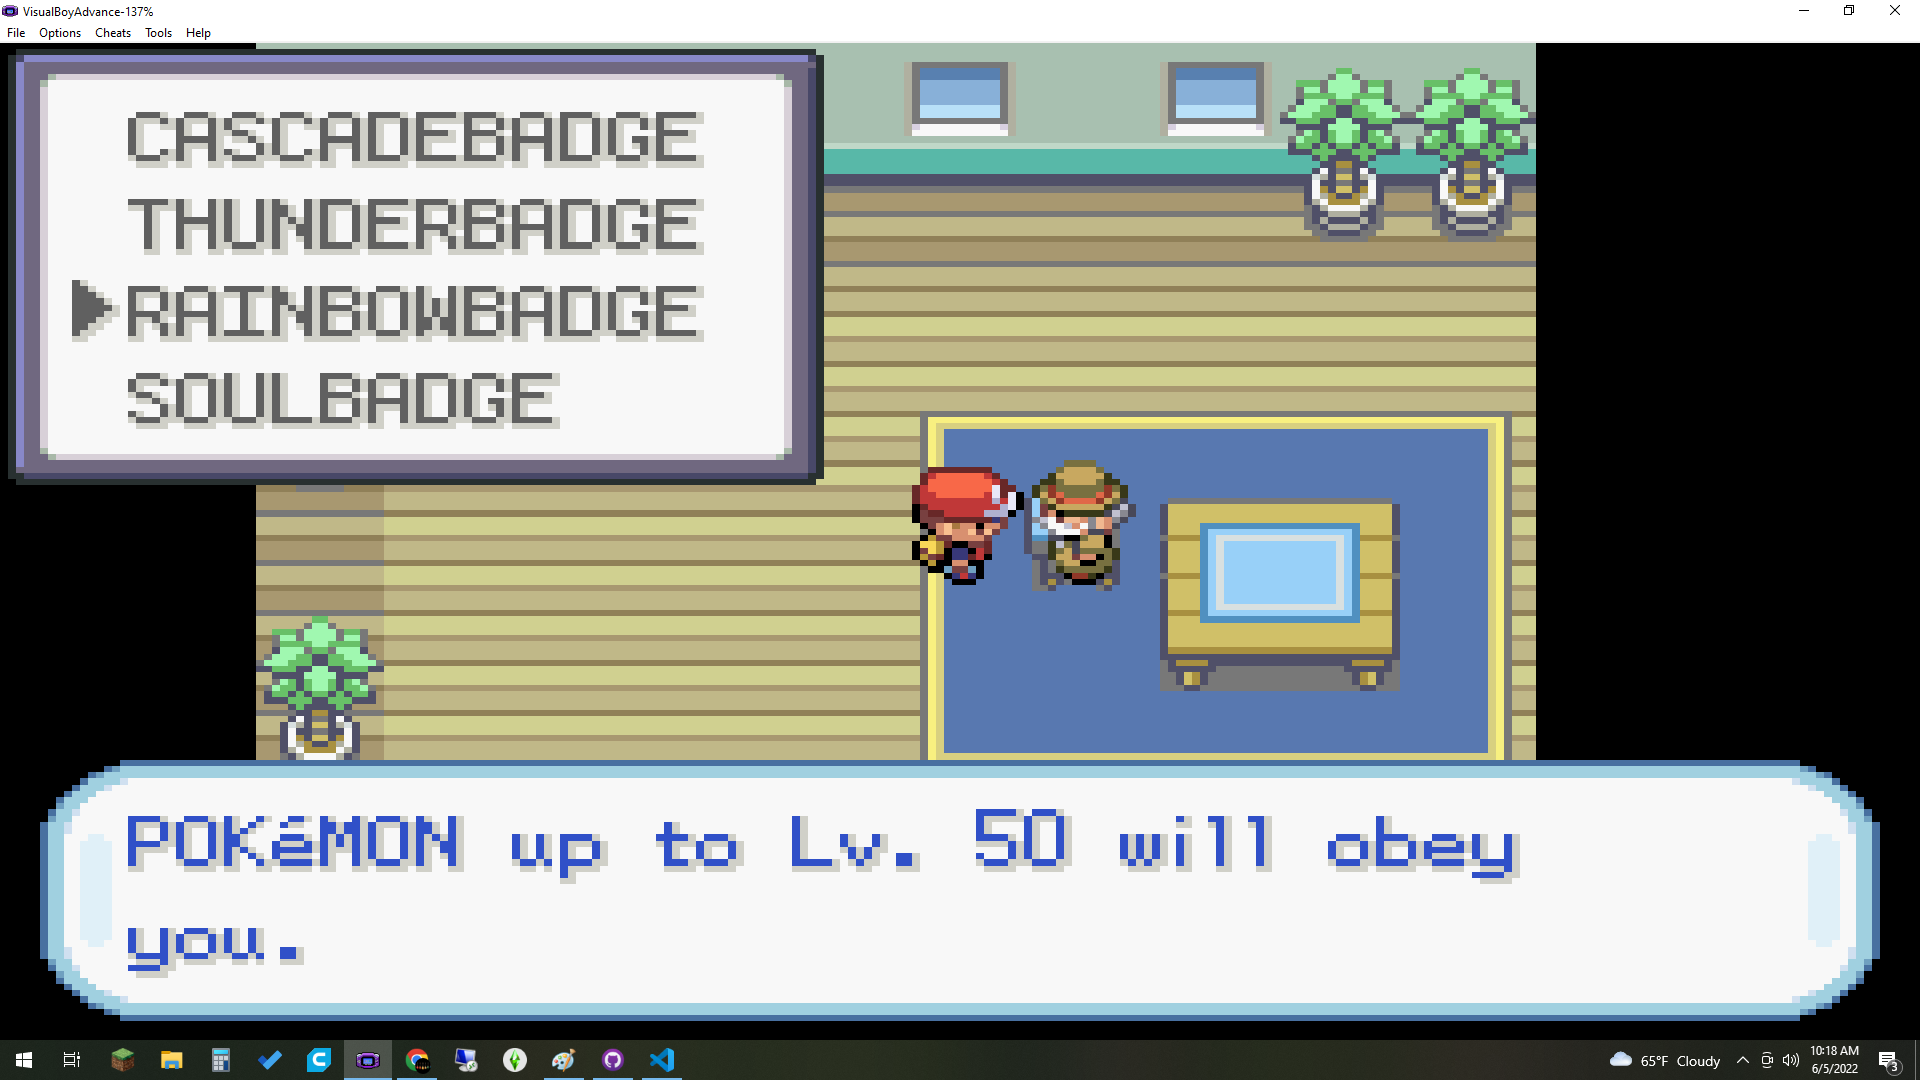 VisualBoyAdvance-137%
File Options Cheats Tools Help
CASCADEBADGE
THUNDERBADGE
RAINBOWBADGE
SOULBADGE
POKéMON up to Lv. 50 will obey
you.
65°F Cloudy
10:18 AM
6/5/2022
3